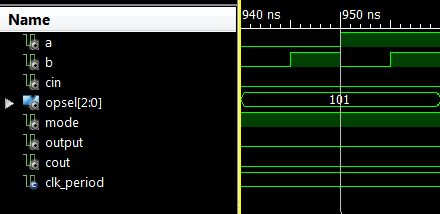 Name
940 ns
950 ns
a
b
cin
opsel[2:0]
101
mode
output
cout
clk_period